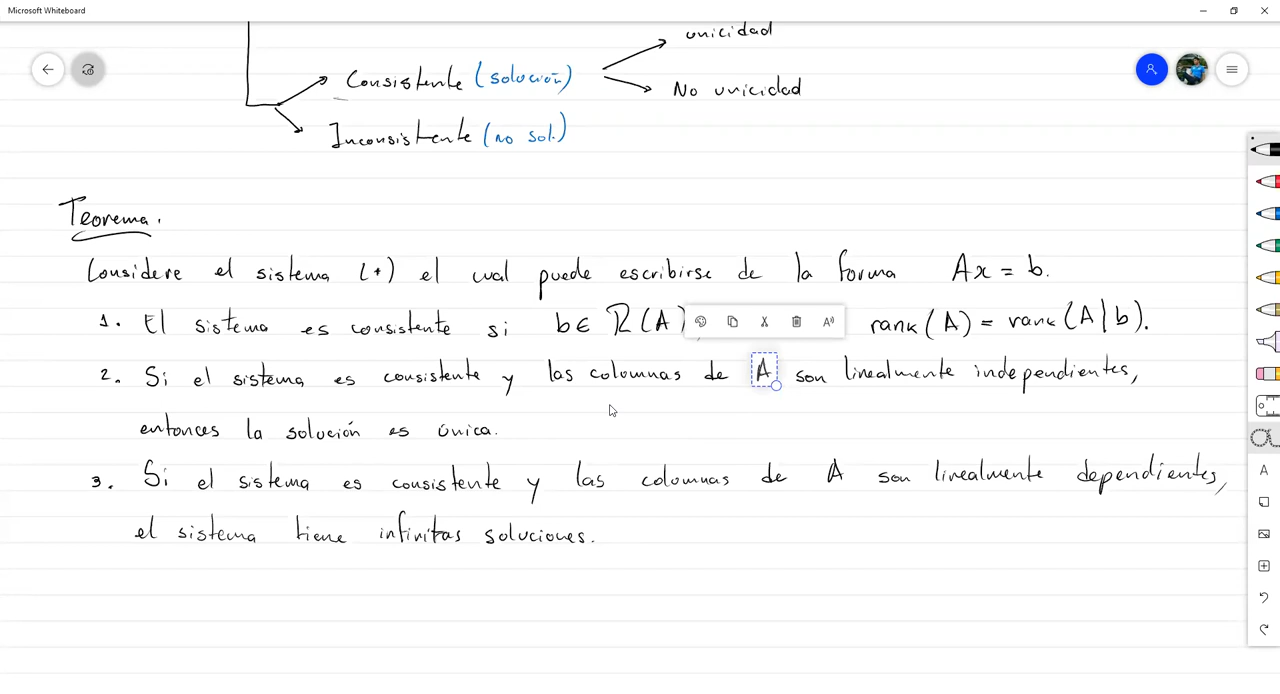 Microsoft Whiteboard
unicidad
Consistente (solución)
No unicidad
Inconsistente (no sol.)
Teorema.
Considere el sistema (*) el cual puede escribirse de la forma Ax = b.
1. El sistema es consistente si b ∈ R(A) rank(A) = rank(A|b).
2. Si el sistema es consistente y las columnas de A son linealmente independientes,
entonces la solución es única.
3. Si el sistema es consistente y las columnas de A son linealmente dependientes,
el sistema tiene infinitas soluciones.